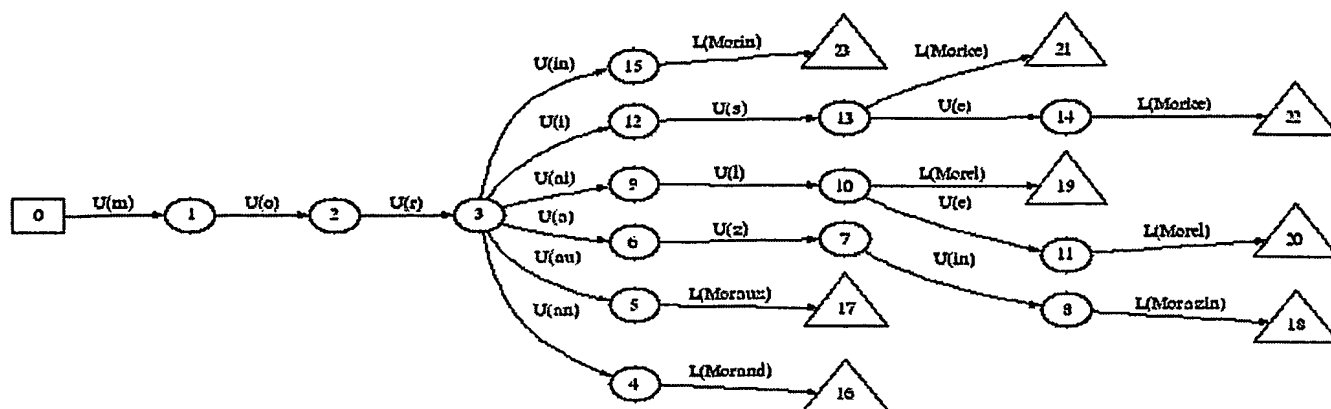 L(Morin) 23
L(Morice) 21
U(in) 15
U(i) 12 U(s) 13 U(e) 14 L(Morice) 22
U(ai) 9 U(l) 10 L(Morel) 19
0 U(m) 1 U(o) 2 U(r) 3
U(a) 6 U(z) 7 U(e) 11 L(Morel) 20
U(au) 5 L(Moraux) 17
U(in) 8 L(Morazin) 18
U(an) 4 L(Morand) 16